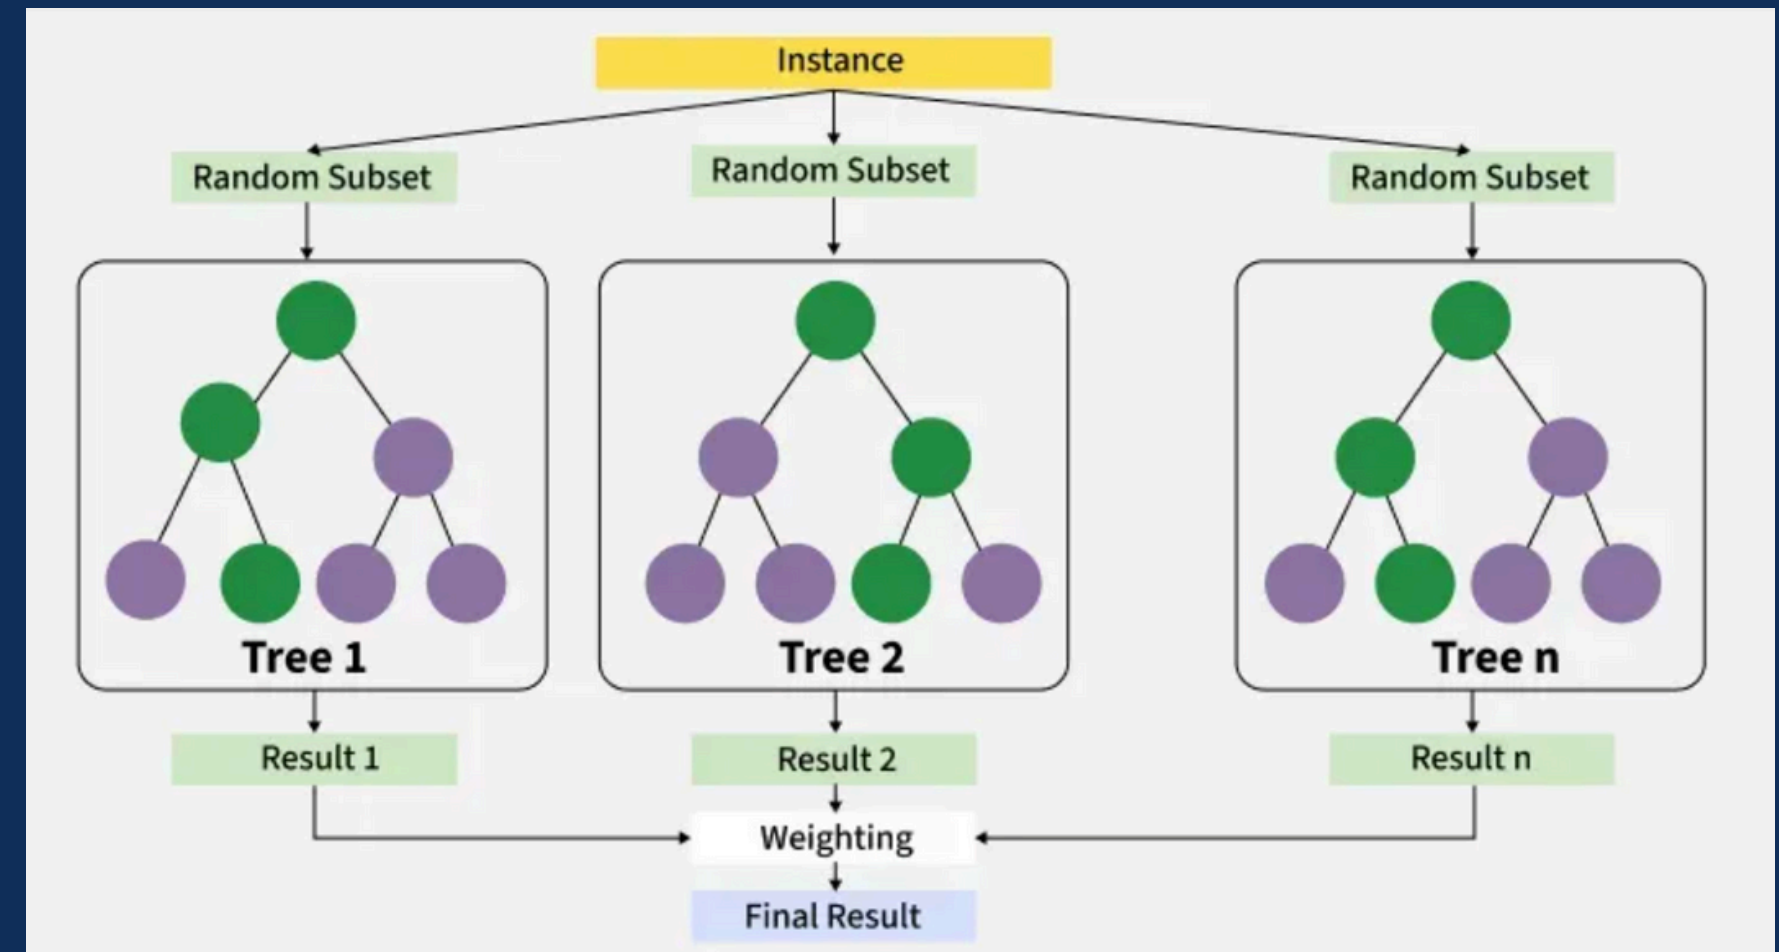 Instance
Random Subset
Random Subset
Random Subset
Tree 1
Tree 2
Tree n
Result 1
Result 2
Result n
Weighting
Final Result